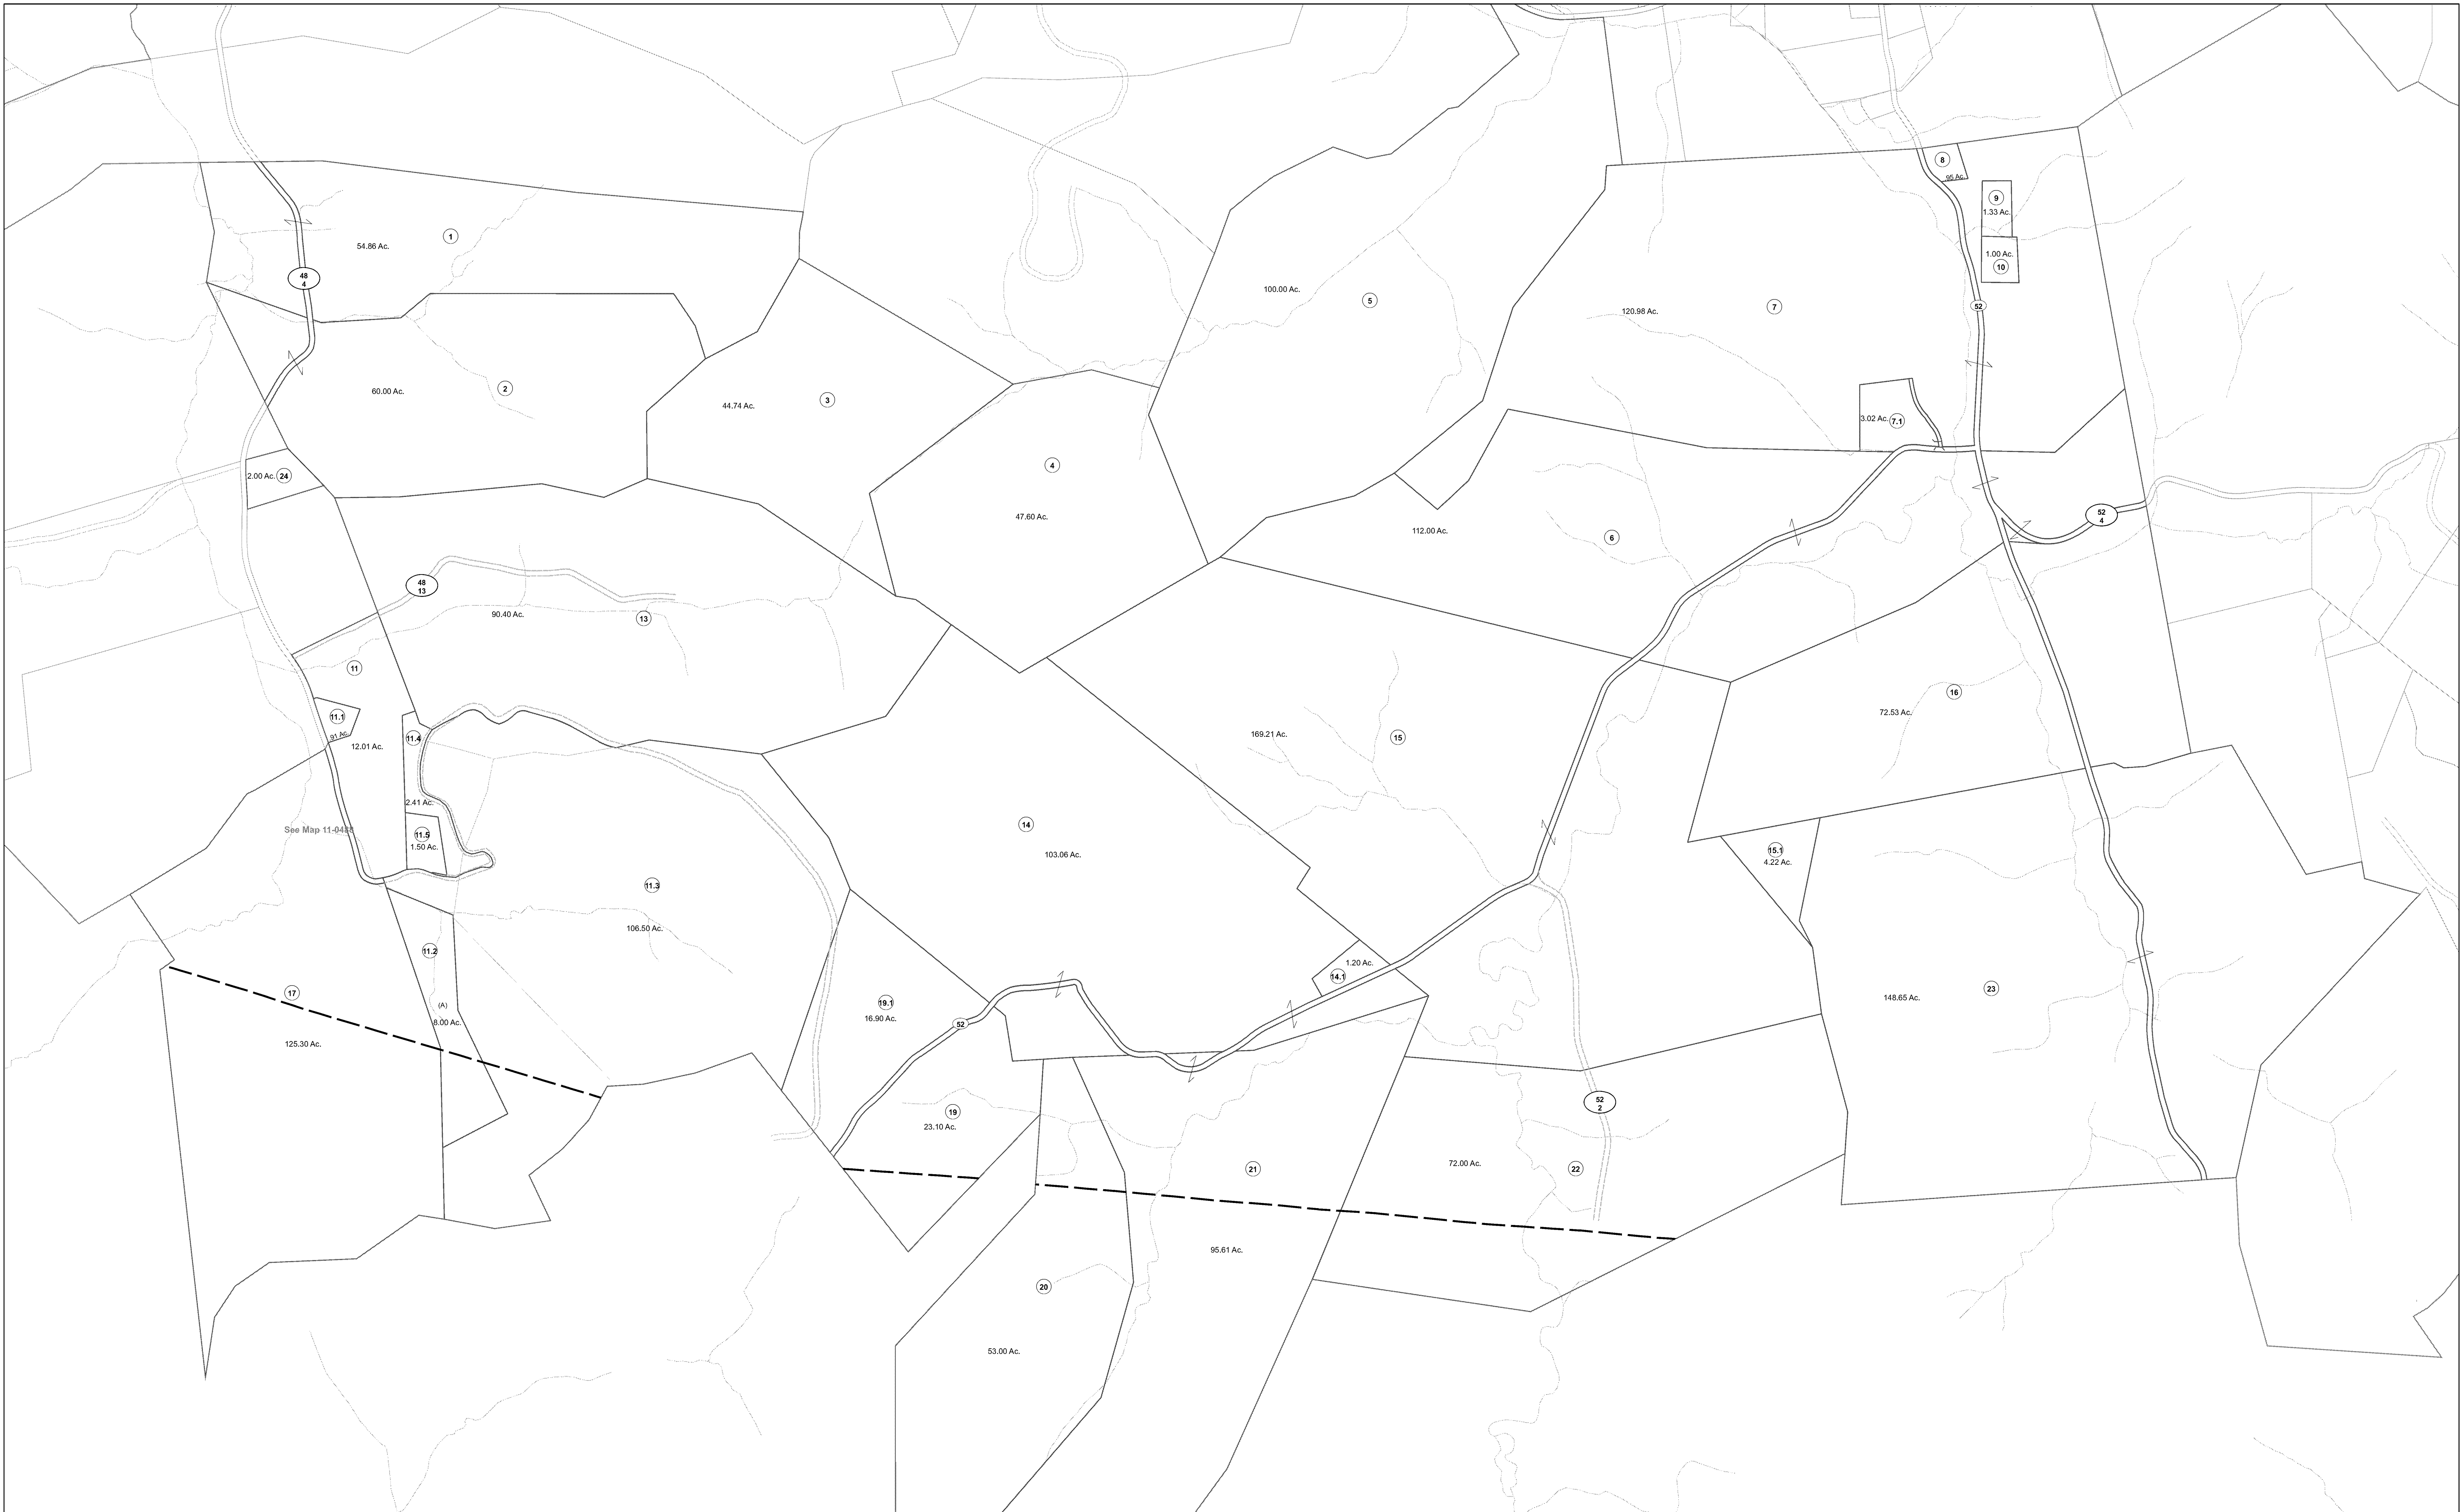 8
.95 Ac.
9
1.33 Ac.
1.00 Ac.
10
1
54.86 Ac.
48
4
100.00 Ac.
5
120.98 Ac.
7
52
60.00 Ac.
2
44.74 Ac.
3
3.02 Ac.
7.1
4
2.00 Ac.
24
47.60 Ac.
112.00 Ac.
6
52
4
48
13
90.40 Ac.
13
11
11.1
.91 Ac.
12.01 Ac.
11.4
2.41 Ac.
16
72.53 Ac.
169.21 Ac.
15
See Map 11-0488
11.5
1.50 Ac.
14
103.06 Ac.
15.1
4.22 Ac.
11.3
106.50 Ac.
11.2
1.20 Ac.
14.1
17
(A)
8.00 Ac.
125.30 Ac.
19.1
16.90 Ac.
52
148.65 Ac.
23
52
2
19
23.10 Ac.
21
72.00 Ac.
22
95.61 Ac.
20
53.00 Ac.